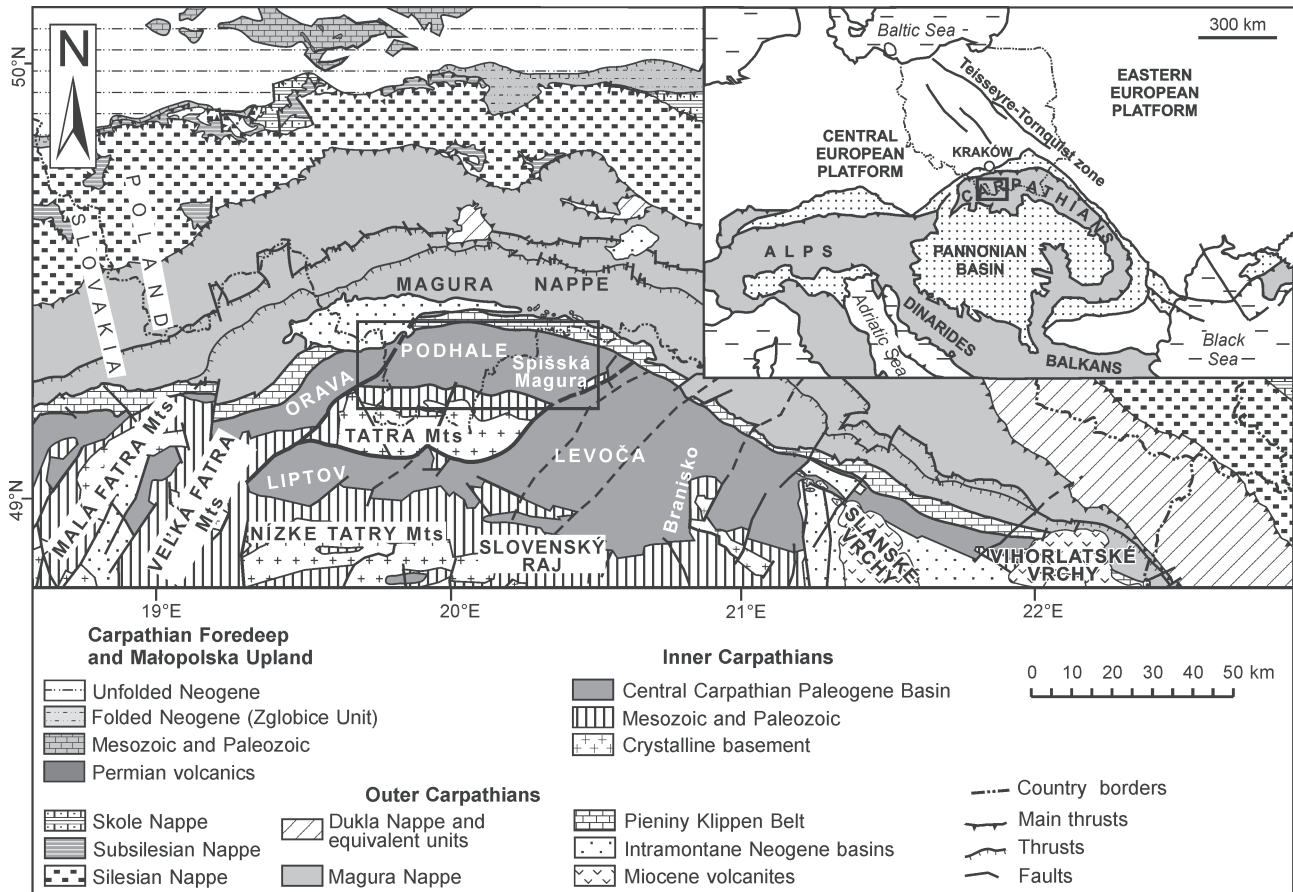 N
50°N
49°N
POLAND
SLOVAKIA
MAGURA NAPPE
PODHALE
Spišská
Magura
ORAVA
TATRA Mts
LIPTOV
LEVOČA
Branisko
MALÁ FATRA Mts
VEĽKÁ FATRA
Mts
NÍZKE TATRY Mts
SLOVENSKÝ
RAJ
SLANSKÉ
VRCHY
VIHORLATSKÉ
VRCHY
19°E
20°E
21°E
22°E
300 km
Baltic Sea
Teisseyre-Tornquist zone
EASTERN
EUROPEAN
PLATFORM
CENTRAL
EUROPEAN
PLATFORM
KRAKÓW
CARPATHIANS
ALPS
PANNONIAN
BASIN
Adriatic Sea
DINARIDES
BALKANS
Black
Sea
Carpathian Foredeep
and Małopolska Upland
Unfolded Neogene
Folded Neogene (Zglobice Unit)
Mesozoic and Paleozoic
Permian volcanics
Outer Carpathians
Skole Nappe
Subsilesian Nappe
Silesian Nappe
Dukla Nappe and
equivalent units
Magura Nappe
Inner Carpathians
Central Carpathian Paleogene Basin
Mesozoic and Paleozoic
Crystalline basement
Pieniny Klippen Belt
Intramontane Neogene basins
Miocene volcanites
0 10 20 30 40 50 km
Country borders
Main thrusts
Thrusts
Faults